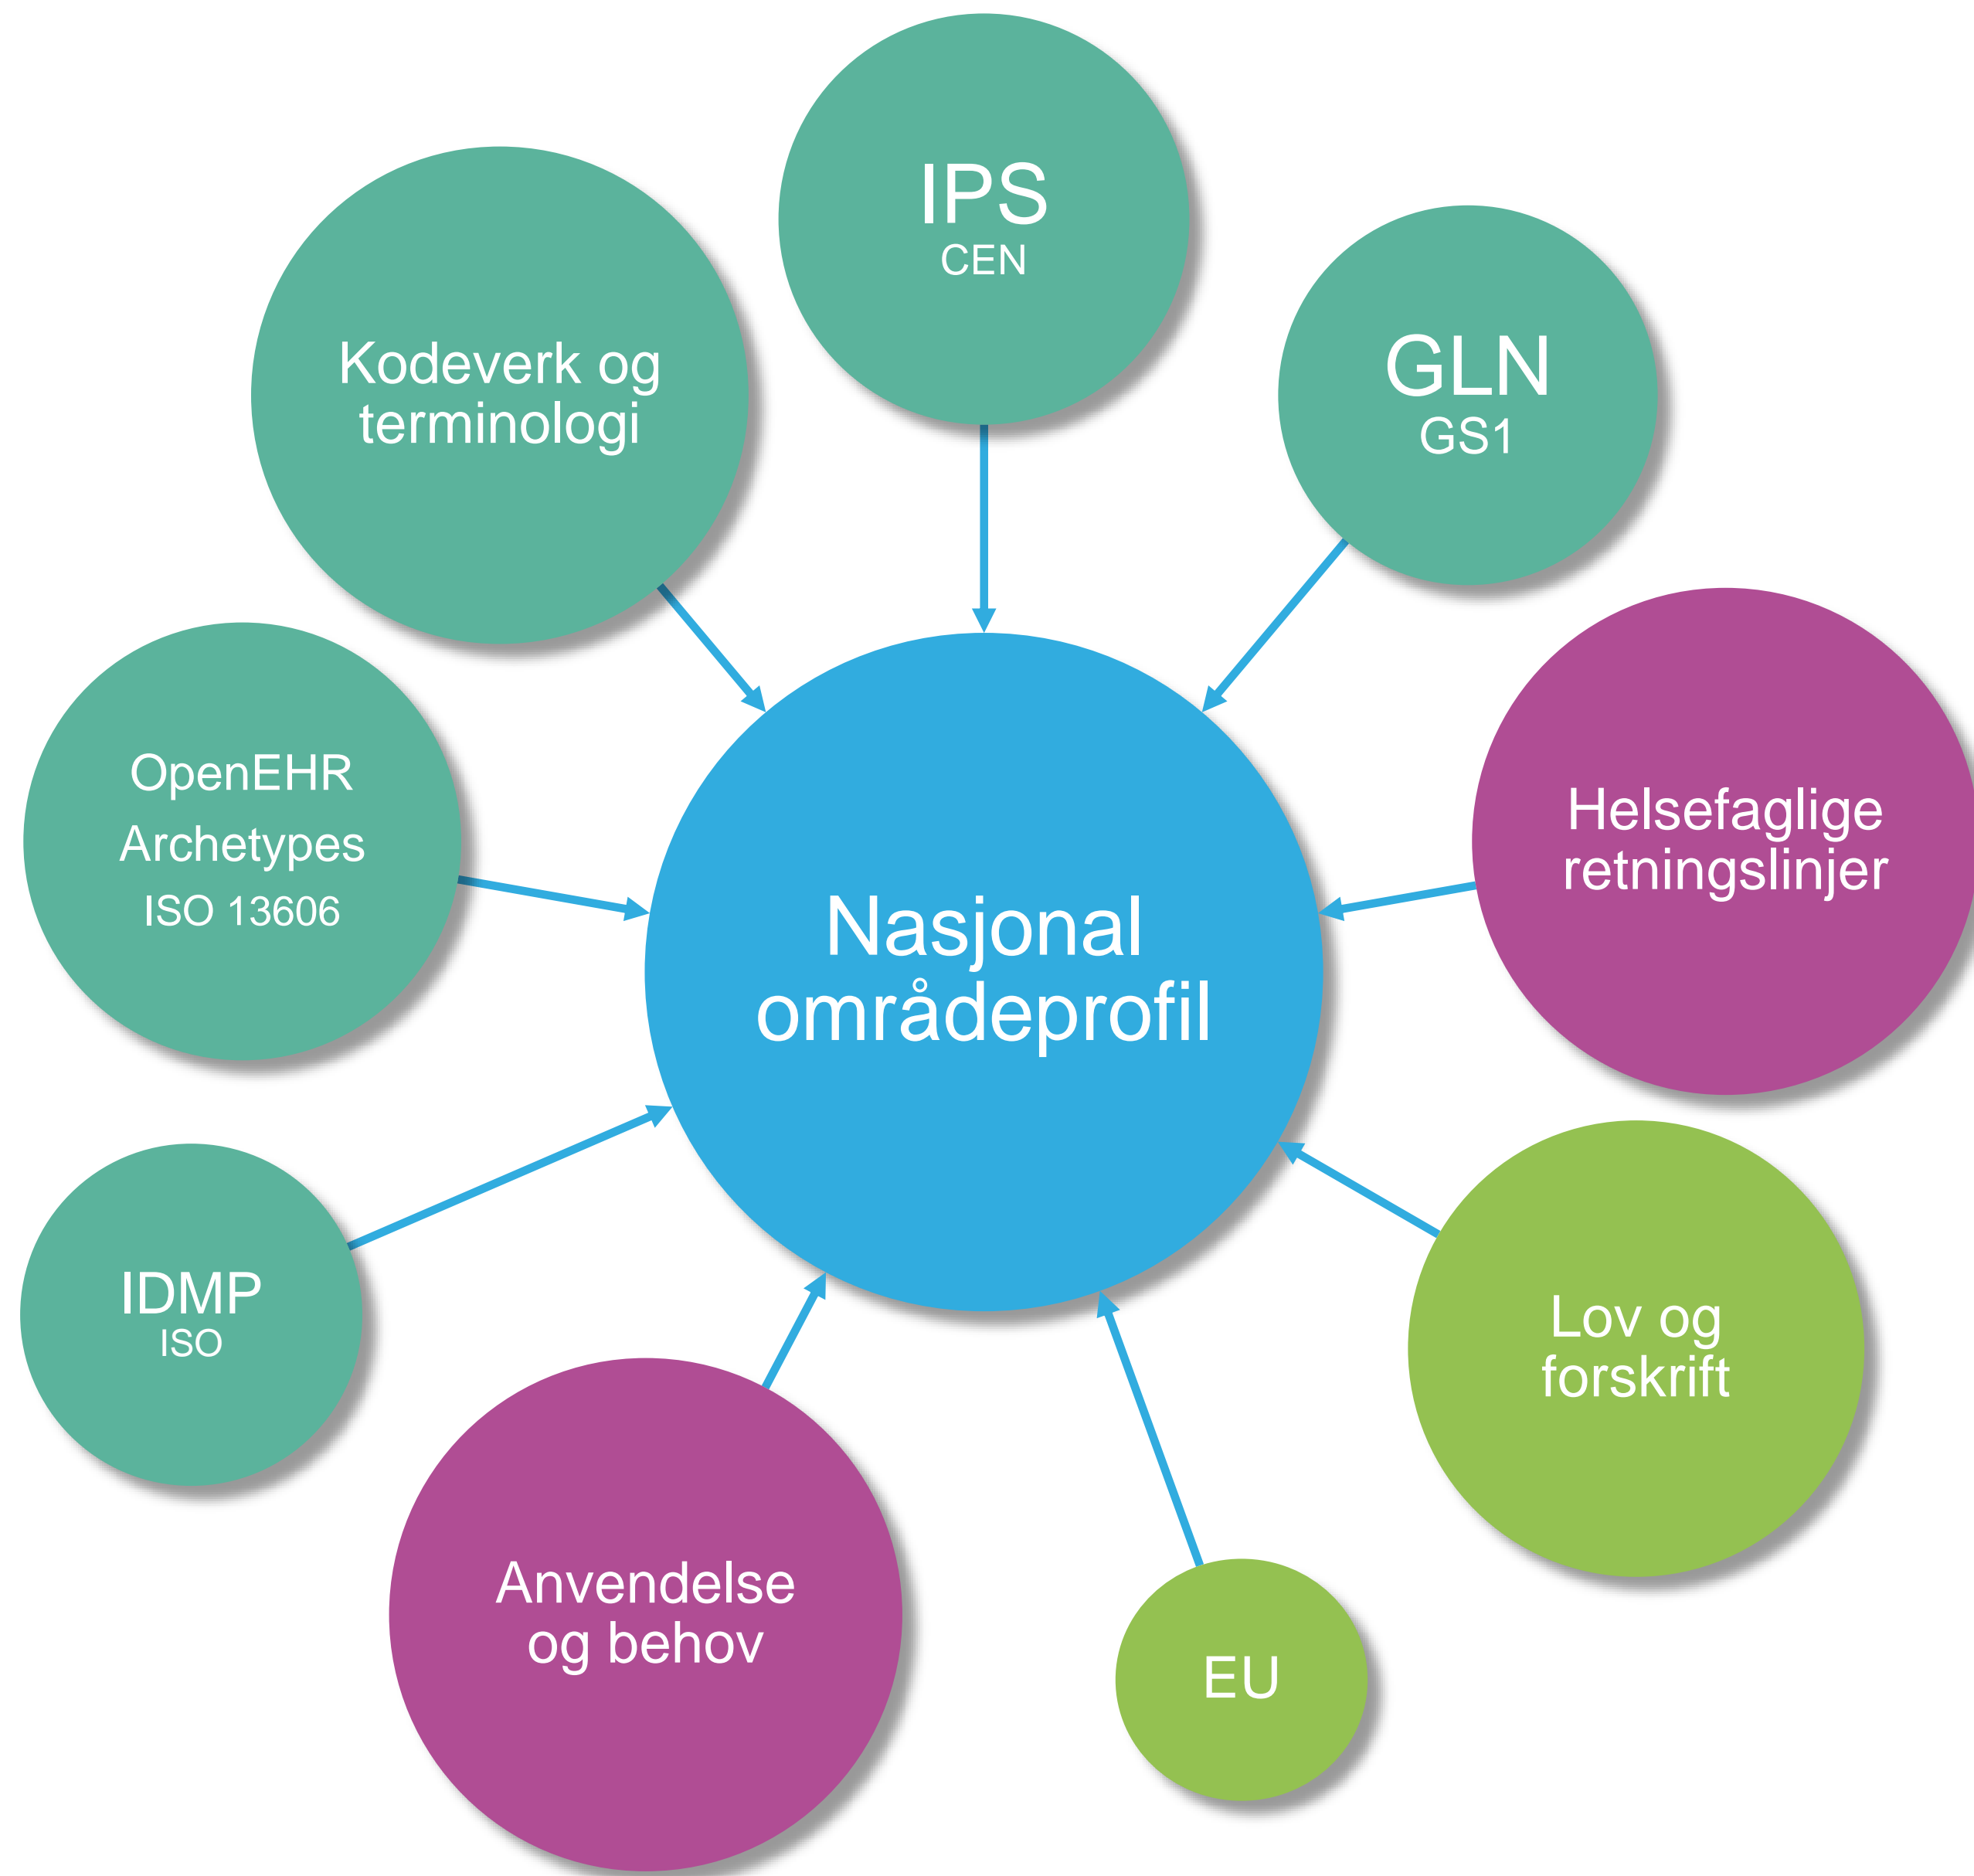 IPS
CEN
Kodeverk og
terminologi
GLN
GS1
OpenEHR
Archetypes
ISO 13606
Helsefaglige
retningslinjer
Nasjonal
områdeprofil
IDMP
ISO
Lov og
forskrift
Anvendelse
og behov
EU